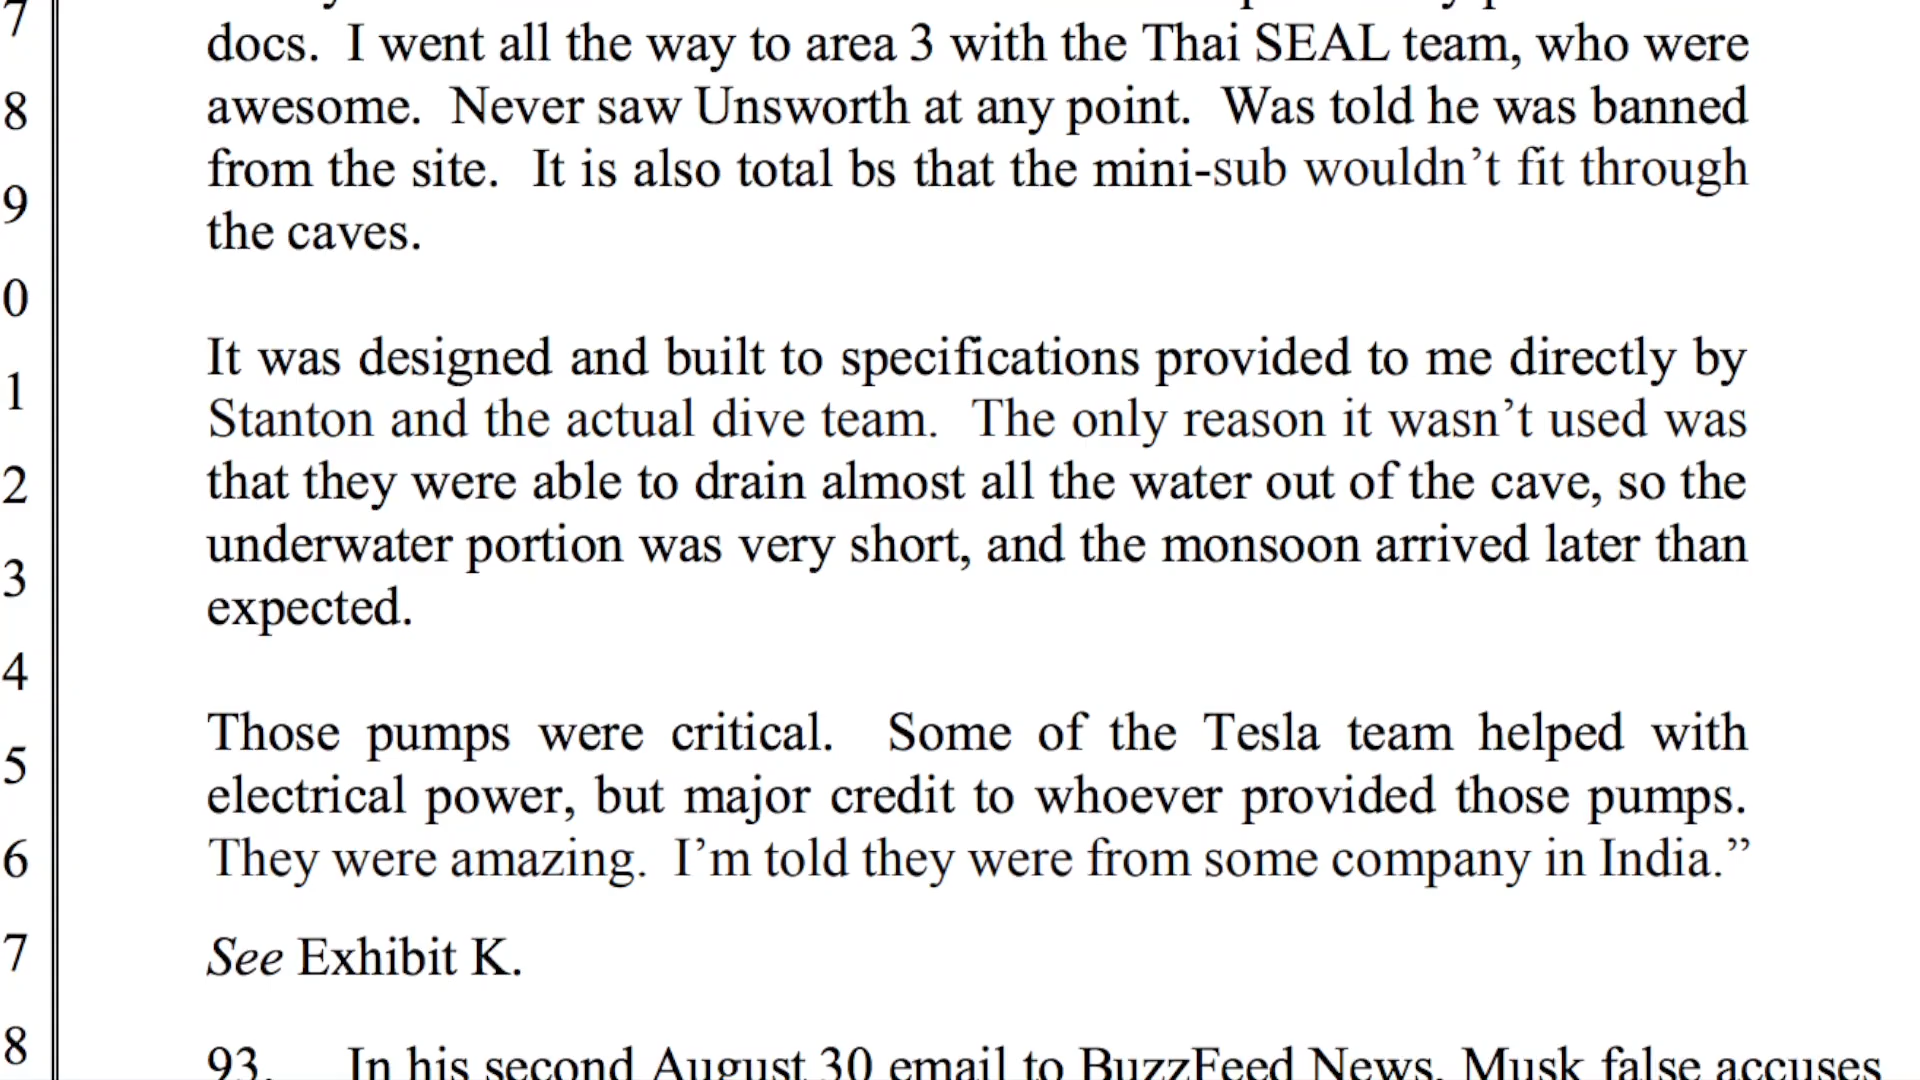 7
docs. I went all the way to area 3 with the Thai SEAL team, who were
8
awesome. Never saw Unsworth at any point. Was told he was banned
from the site. It is also total bs that the mini-sub wouldn’t fit through
9
the caves.
0
It was designed and built to specifications provided to me directly by
1
Stanton and the actual dive team. The only reason it wasn’t used was
2
that they were able to drain almost all the water out of the cave, so the
underwater portion was very short, and the monsoon arrived later than
3
expected.
4
Those pumps were critical. Some of the Tesla team helped with
5
electrical power, but major credit to whoever provided those pumps.
6
They were amazing. I’m told they were from some company in India.”
7
See Exhibit K.
8
93. In his second August 30 email to BuzzFeed News, Musk false accuses